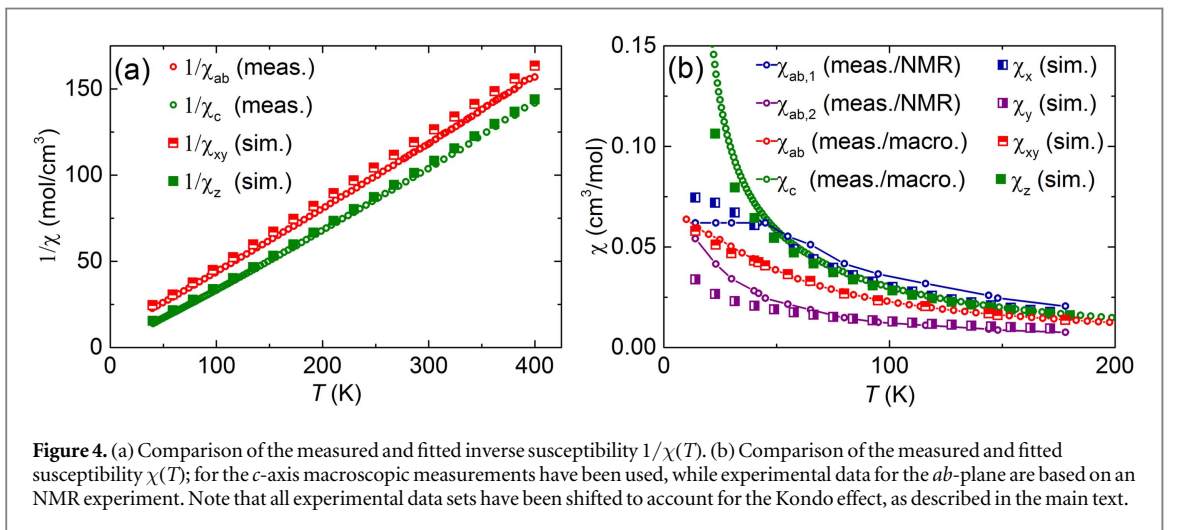 (a)
1/χab (meas.)
1/χc (meas.)
1/χxy (sim.)
1/χz (sim.)
1/χ (mol/cm³)
150
100
50
0
0 100 200 300 400
T (K)
(b)
χab,1 (meas./NMR) χx (sim.)
χab,2 (meas./NMR) χy (sim.)
χab (meas./macro.) χxy (sim.)
χc (meas./macro.) χz (sim.)
χ (cm³/mol)
0.15
0.10
0.05
0.00
0 100 200
T (K)
Figure 4. (a) Comparison of the measured and fitted inverse susceptibility 1/χ(T). (b) Comparison of the measured and fitted
susceptibility χ(T); for the c-axis macroscopic measurements have been used, while experimental data for the ab-plane are based on an
NMR experiment. Note that all experimental data sets have been shifted to account for the Kondo effect, as described in the main text.